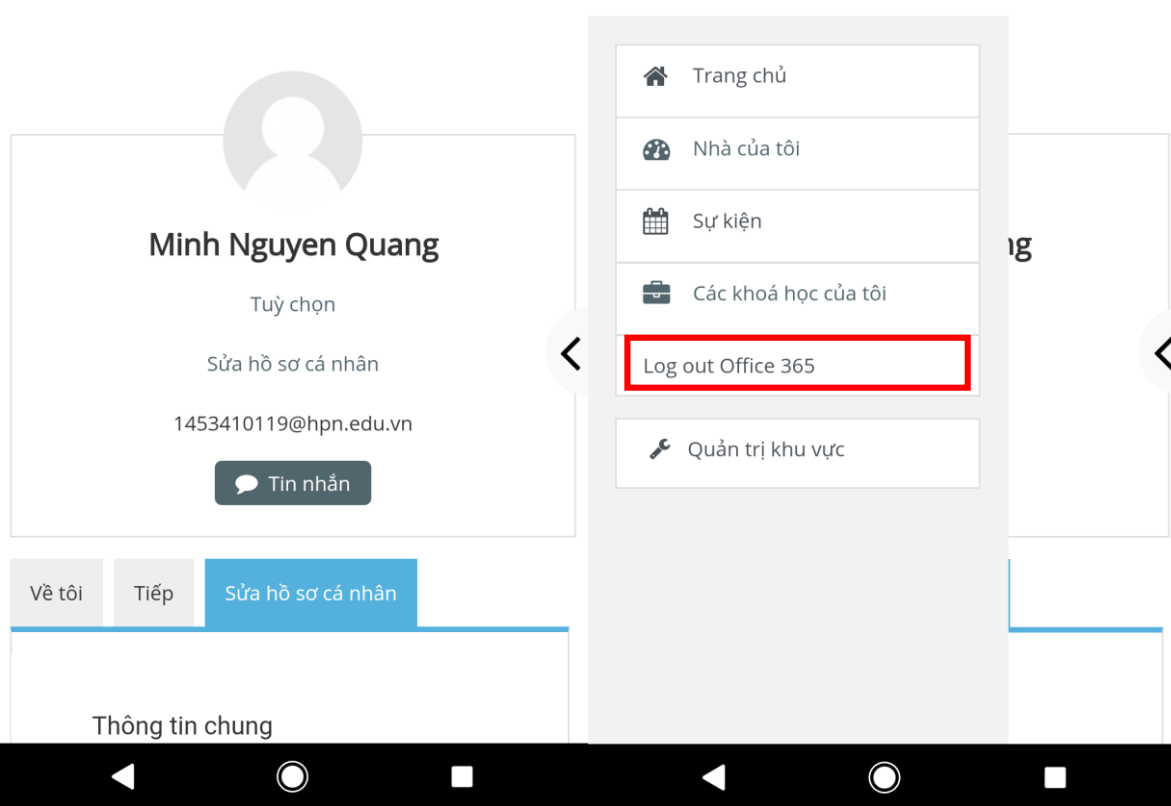 Minh Nguyen Quang
Tuỳ chọn
Sửa hồ sơ cá nhân
1453410119@hpn.edu.vn
Tin nhắn
Về tôi
Tiếp
Sửa hồ sơ cá nhân
Thông tin chung
Trang chủ
Nhà của tôi
Sự kiện
Các khoá học của tôi
Log out Office 365
Quản trị khu vực
ng